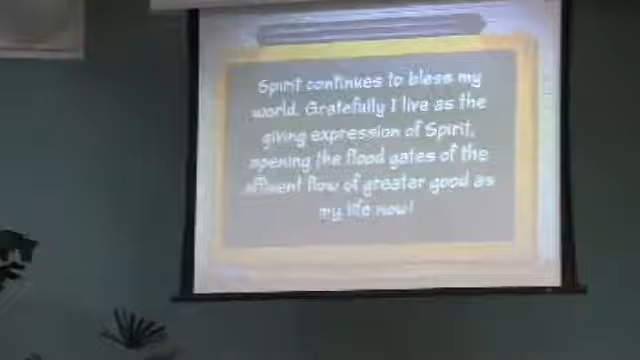 Spirit continues to bless my
world. Gratefully I live as the
giving expression of Spirit,
opening the flood gates of the
affluent flow of greater good as
my life now!